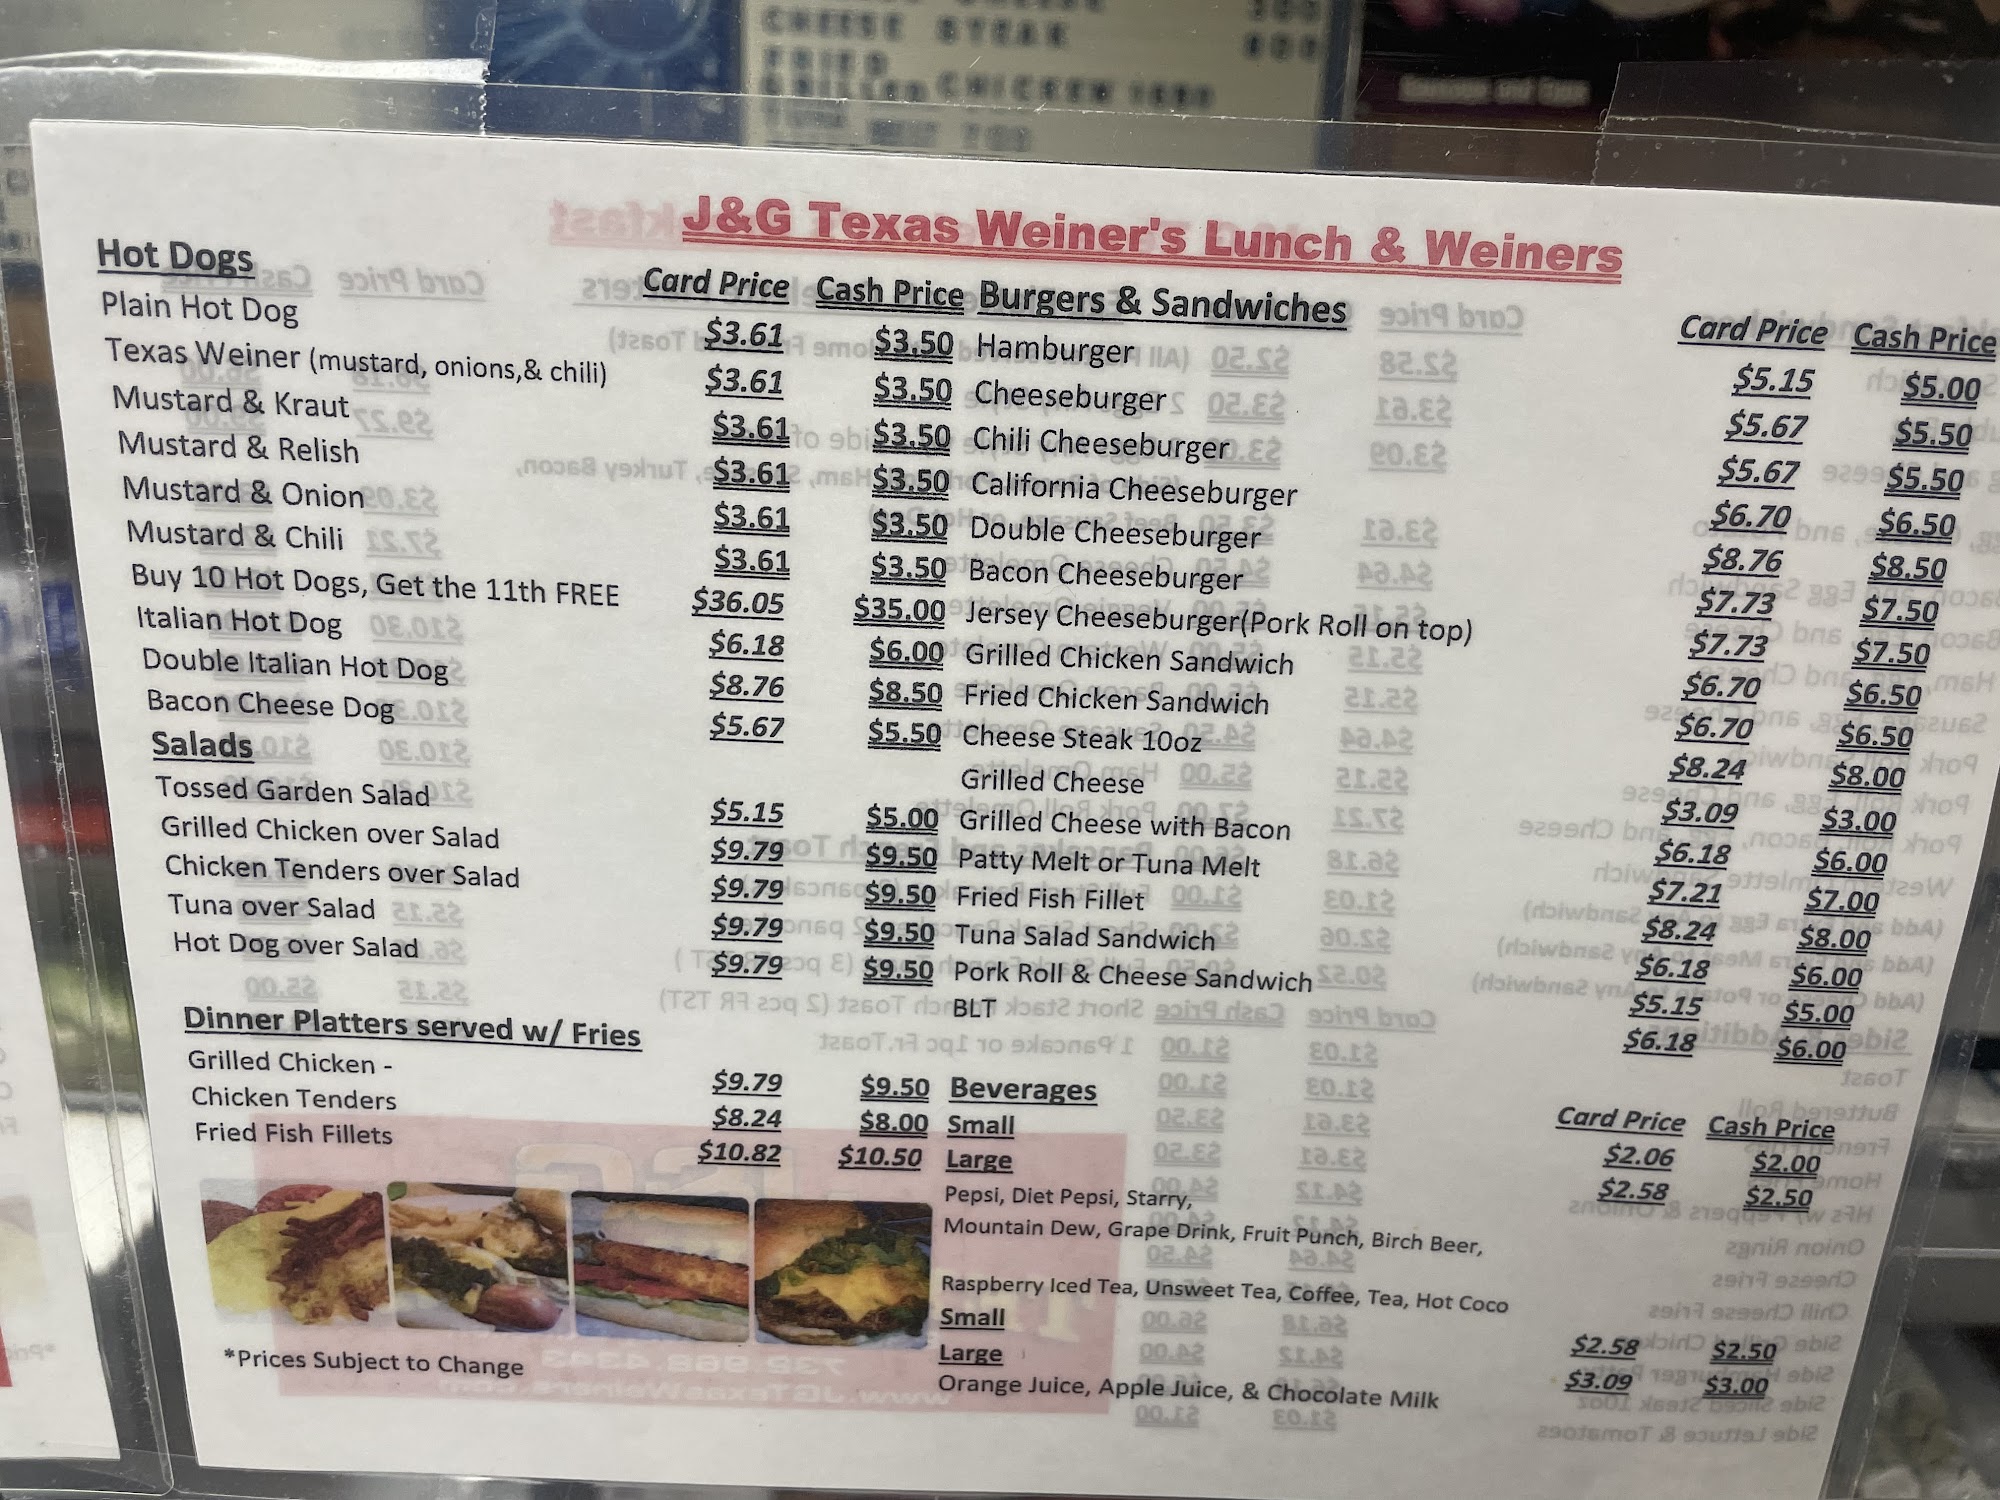 CHEESE STEAK 800
FRIED
GRILLED CHICKEN
J&G Texas Weiner's Lunch & Weiners
Hot Dogs Card Price Cash Price
Plain Hot Dog $3.61 $3.50
Texas Weiner (mustard, onions,& chili) $3.61 $3.50
Mustard & Kraut $3.61 $3.50
Mustard & Relish $3.61 $3.50
Mustard & Onion $3.61 $3.50
Mustard & Chili $3.61 $3.50
Buy 10 Hot Dogs, Get the 11th FREE $36.05 $35.00
Italian Hot Dog $6.18 $6.00
Double Italian Hot Dog $8.76 $8.50
Bacon Cheese Dog $5.67 $5.50
Salads
Tossed Garden Salad $5.15 $5.00
Grilled Chicken over Salad $9.79 $9.50
Chicken Tenders over Salad $9.79 $9.50
Tuna over Salad $9.79 $9.50
Hot Dog over Salad $9.79 $9.50
Dinner Platters served w/ Fries
Grilled Chicken - $9.79 $9.50
Chicken Tenders $8.24 $8.00
Fried Fish Fillets $10.82 $10.50
*Prices Subject to Change
Burgers & Sandwiches Card Price Cash Price
Hamburger $5.15 $5.00
Cheeseburger $5.67 $5.50
Chili Cheeseburger $5.67 $5.50
California Cheeseburger $6.70 $6.50
Double Cheeseburger $8.76 $8.50
Bacon Cheeseburger $7.73 $7.50
Jersey Cheeseburger(Pork Roll on top) $7.73 $7.50
Grilled Chicken Sandwich $6.70 $6.50
Fried Chicken Sandwich $6.70 $6.50
Cheese Steak 10oz $8.24 $8.00
Grilled Cheese $3.09 $3.00
Grilled Cheese with Bacon $6.18 $6.00
Patty Melt or Tuna Melt $7.21 $7.00
Fried Fish Fillet $8.24 $8.00
Tuna Salad Sandwich $6.18 $6.00
Pork Roll & Cheese Sandwich $5.15 $5.00
BLT $6.18 $6.00
Beverages Card Price Cash Price
Small $2.06 $2.00
Large $2.58 $2.50
Pepsi, Diet Pepsi, Starry,
Mountain Dew, Grape Drink, Fruit Punch, Birch Beer,
Raspberry Iced Tea, Unsweet Tea, Coffee, Tea, Hot Coco
Small $2.58 $2.50
Large $3.09 $3.00
Orange Juice, Apple Juice, & Chocolate Milk